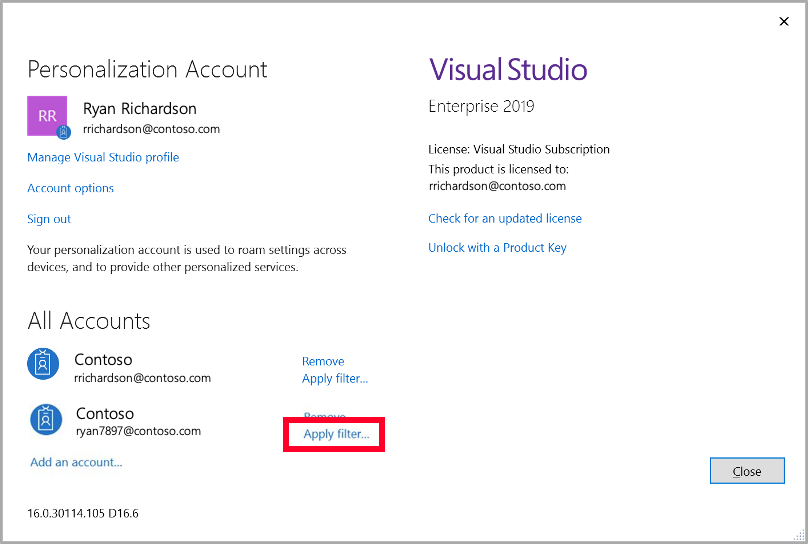 Personalization Account
RR
Ryan Richardson
rrichardson@contoso.com
Manage Visual Studio profile
Account options
Sign out
Your personalization account is used to roam settings across
devices, and to provide other personalized services.
All Accounts
Contoso
rrichardson@contoso.com
Remove
Apply filter...
Contoso
ryan7897@contoso.com
Remove
Apply filter...
Add an account...
16.0.30114.105 D16.6
Visual Studio
Enterprise 2019
License: Visual Studio Subscription
This product is licensed to:
rrichardson@contoso.com
Check for an updated license
Unlock with a Product Key
Close